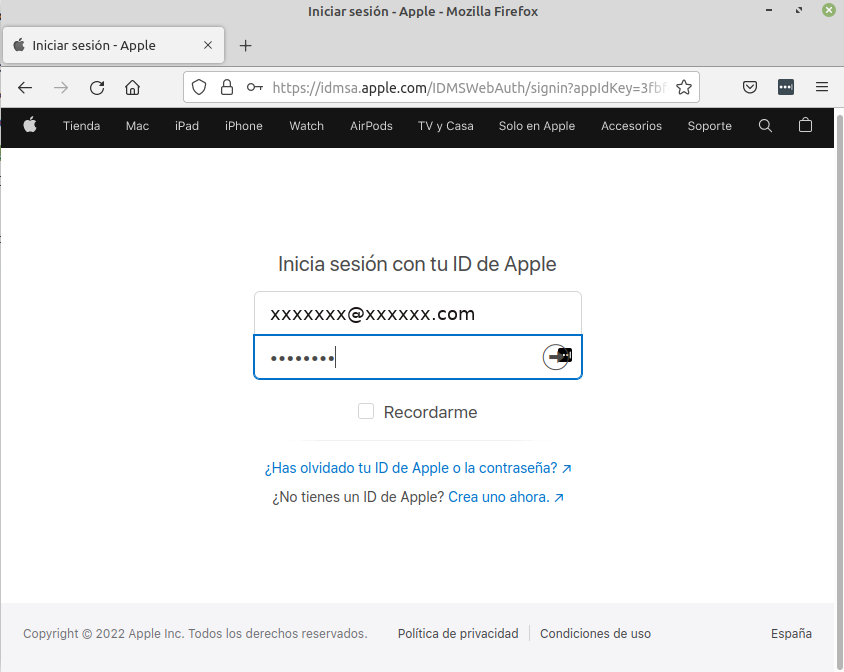 Iniciar sesión - Apple - Mozilla Firefox
Iniciar sesión - Apple
https://idmsa.apple.com/IDMSWebAuth/signin?appIdKey=3fbf
Tienda Mac iPad iPhone Watch AirPods TV y Casa Solo en Apple Accesorios Soporte
Inicia sesión con tu ID de Apple
xxxxxxx@xxxxxx.com
••••••••
Recordarme
¿Has olvidado tu ID de Apple o la contraseña? ↗
¿No tienes un ID de Apple? Crea uno ahora. ↗
Copyright © 2022 Apple Inc. Todos los derechos reservados. Política de privacidad Condiciones de uso España